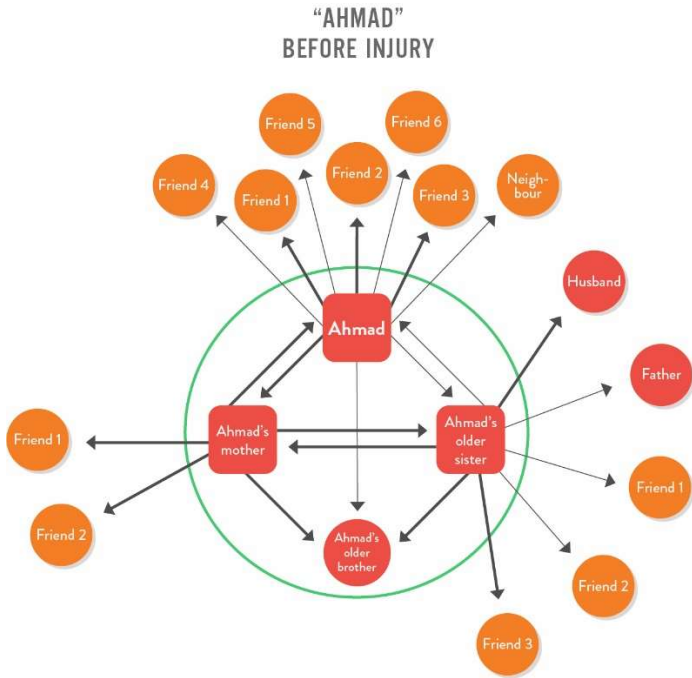 “AHMAD”
BEFORE INJURY
Friend 5
Friend 6
Friend 4
Friend 1
Friend 2
Friend 3
Neigh-
bour
Husband
Ahmad
Father
Friend 1
Ahmad's
mother
Ahmad's
older
sister
Friend 1
Friend 2
Ahmad's
older
brother
Friend 2
Friend 3